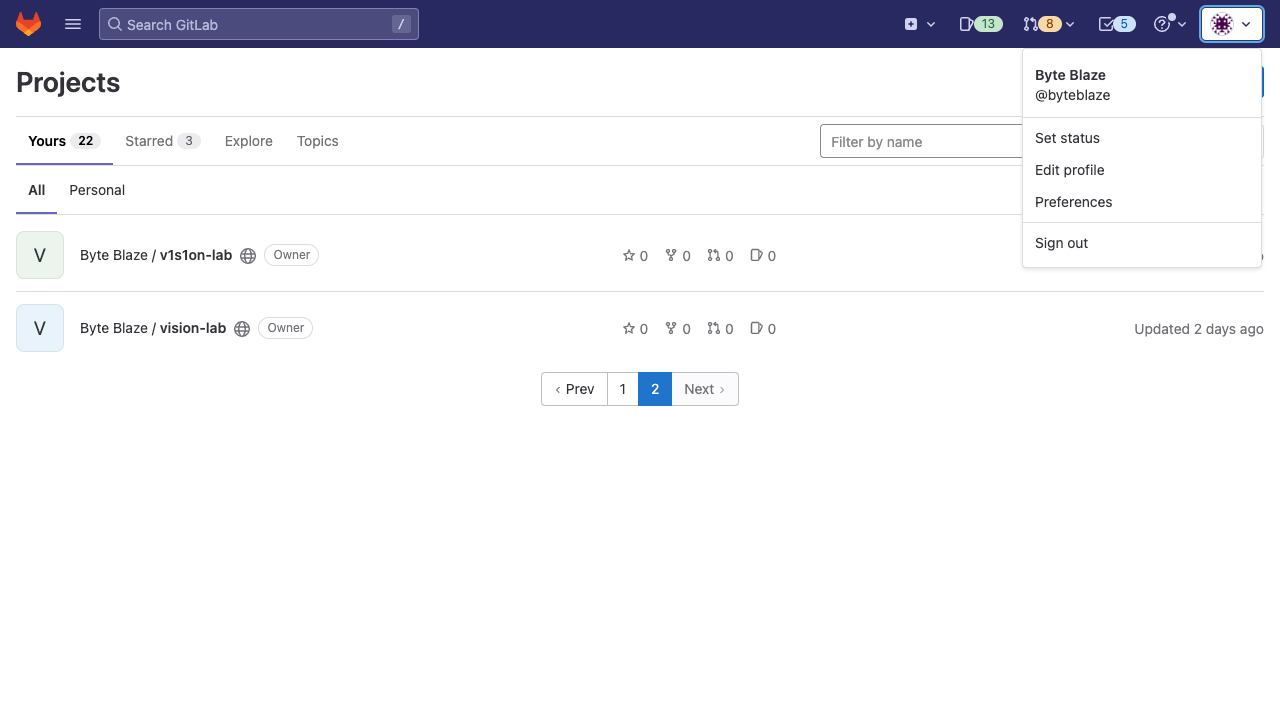 Search GitLab /
13
8
5
Projects
Byte Blaze
@byteblaze
Set status
Edit profile
Preferences
Sign out
Yours 22
Starred 3
Explore
Topics
Filter by name
All
Personal
V
Byte Blaze / v1s1on-lab
Owner
0 0 0 0
V
Byte Blaze / vision-lab
Owner
0 0 0 0
Updated 2 days ago
‹ Prev 1 2 Next ›